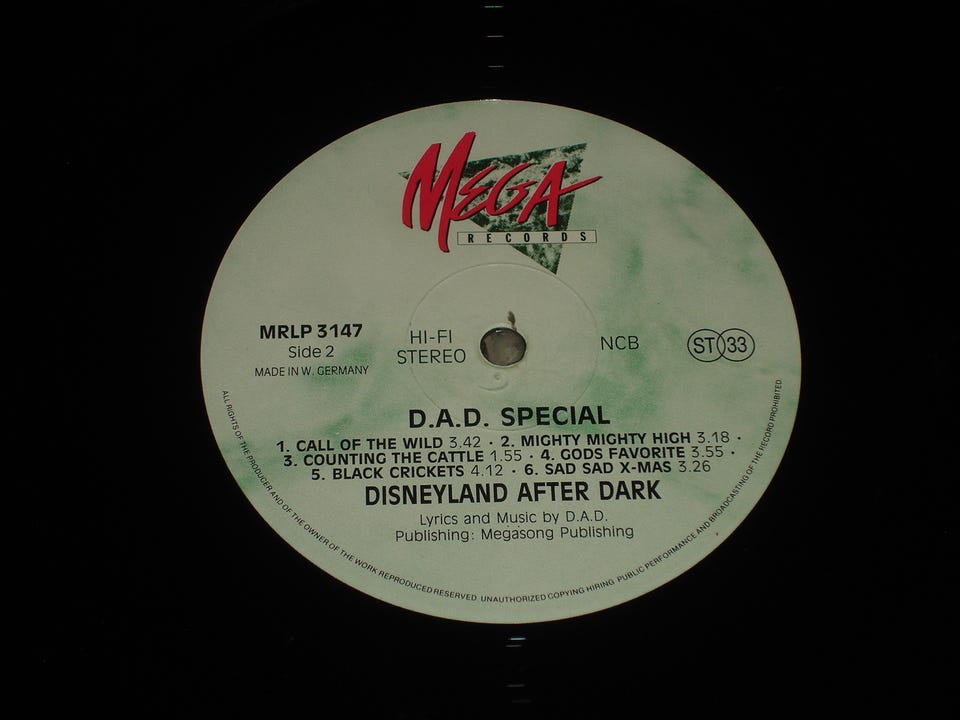 MEGA
RECORDS
MRLP 3147
Side 2
MADE IN W. GERMANY
HI-FI
STEREO
NCB
ST 33
D.A.D. SPECIAL
1. CALL OF THE WILD 3.42 · 2. MIGHTY MIGHTY HIGH 3.18 ·
3. COUNTING THE CATTLE 1.55 · 4. GODS FAVORITE 3.55 ·
5. BLACK CRICKETS 4.12 · 6. SAD SAD X-MAS 3.26
DISNEYLAND AFTER DARK
Lyrics and Music by D.A.D.
Publishing: Megasong Publishing
ALL RIGHTS OF THE PRODUCER AND OF THE OWNER OF THE WORK REPRODUCED RESERVED. UNAUTHORIZED COPYING HIRING. PUBLIC PERFORMANCE AND BROADCASTING OF THE RECORD PROHIBITED